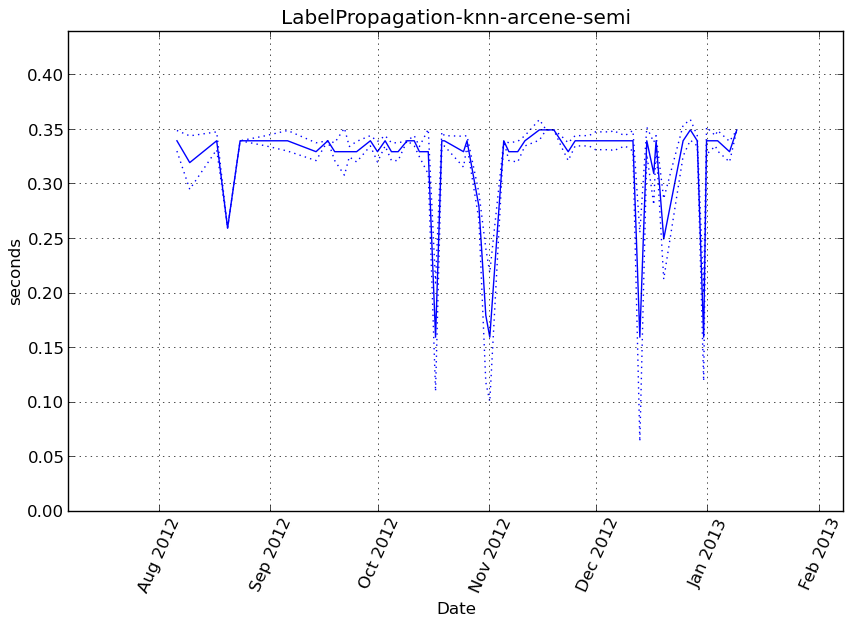 LabelPropagation-knn-arcene-semi
0.40
0.35
0.30
0.25
0.20
0.15
0.10
0.05
0.00
seconds
Aug 2012
Sep 2012
Oct 2012
Nov 2012
Dec 2012
Jan 2013
Feb 2013
Date